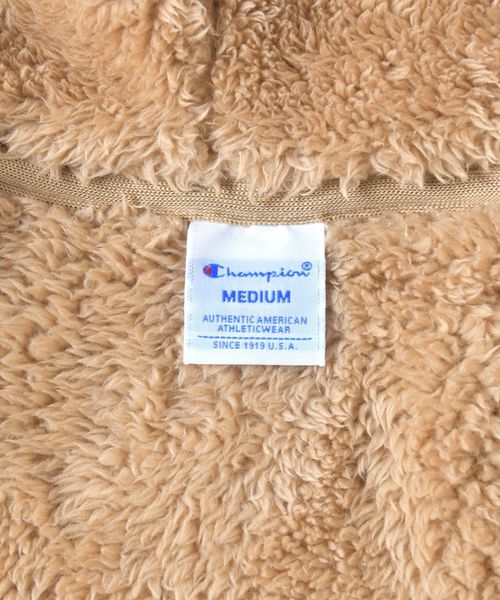 Champion®
MEDIUM
AUTHENTIC AMERICAN
ATHLETICWEAR
SINCE 1919 U.S.A.